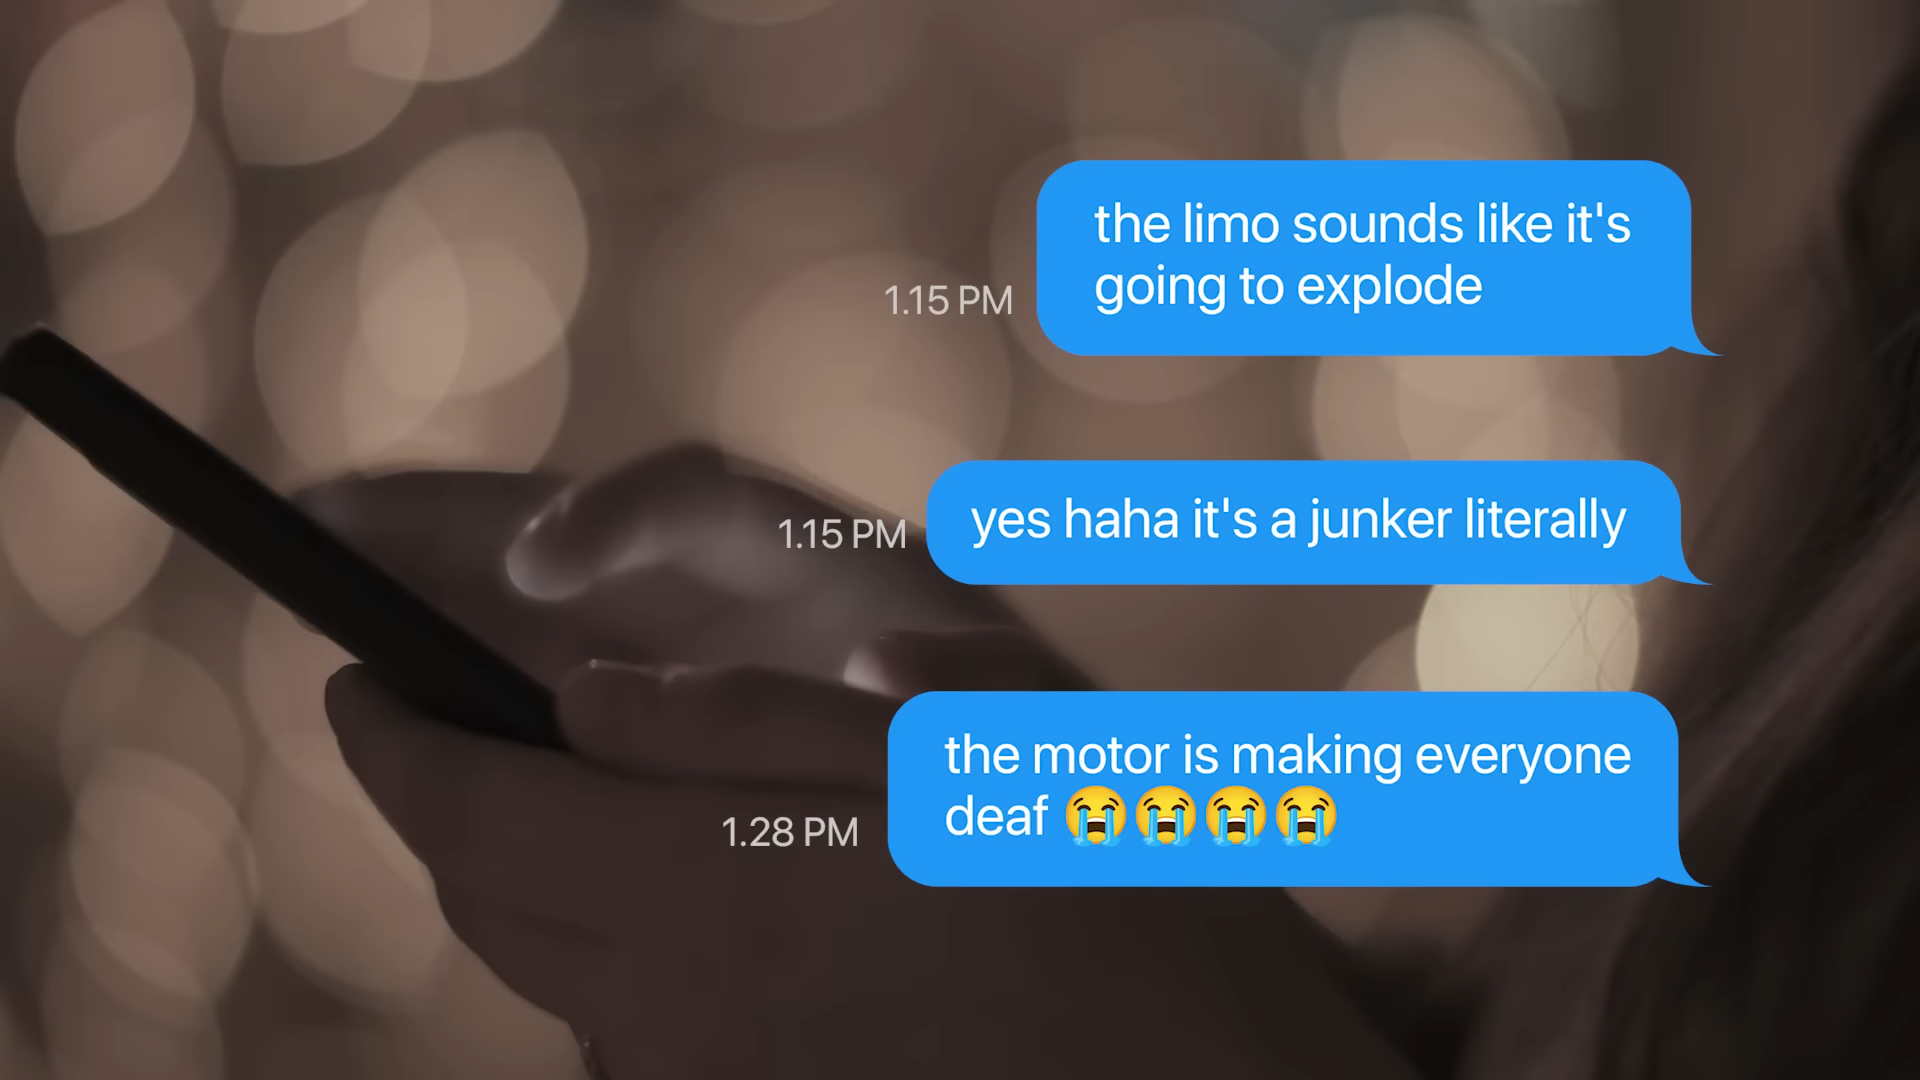 the limo sounds like it's
going to explode
1.15 PM
yes haha it's a junker literally
1.15 PM
the motor is making everyone
deaf 😭😭😭😭
1.28 PM